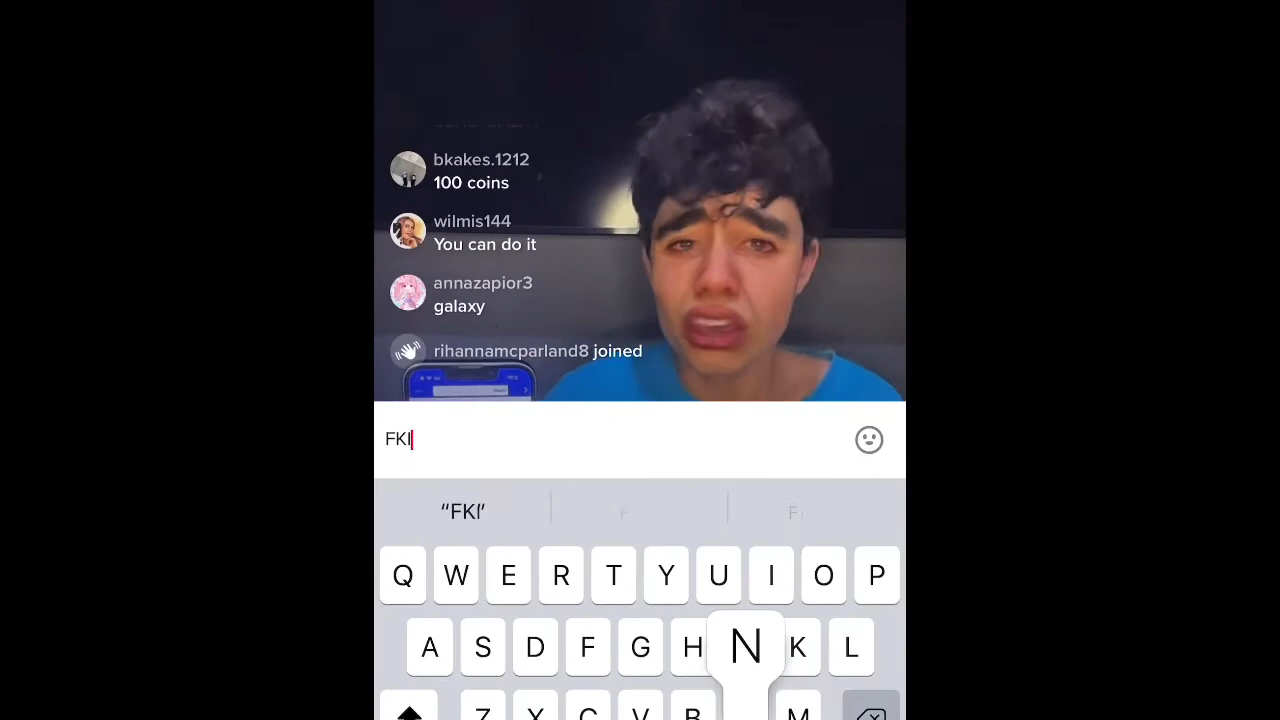 bkakes.1212
100 coins
wilmis144
You can do it
annazapior3
galaxy
rihannamcparland8 joined
FKI
“FKI”
Q W E R T Y U I O P
A S D F G H N K L
Z X C V B M